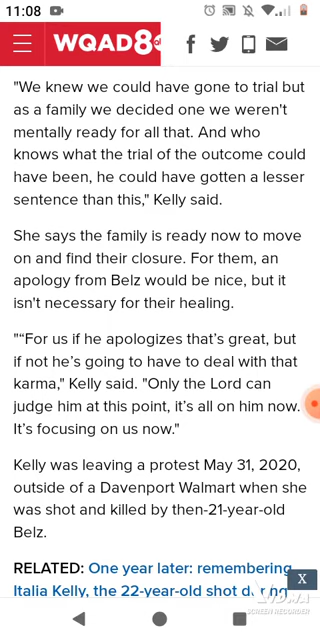 11:08
WQAD8
"We knew we could have gone to trial but
as a family we decided one we weren't
mentally ready for all that. And who
knows what the trial of the outcome could
have been, he could have gotten a lesser
sentence than this," Kelly said.
She says the family is ready now to move
on and find their closure. For them, an
apology from Belz would be nice, but it
isn't necessary for their healing.
"“For us if he apologizes that’s great, but
if not he’s going to have to deal with that
karma," Kelly said. "Only the Lord can
judge him at this point, it’s all on him now.
It’s focusing on us now."
Kelly was leaving a protest May 31, 2020,
outside of a Davenport Walmart when she
was shot and killed by then-21-year-old
Belz.
X
RELATED: One year later: remembering
Italia Kelly, the 22-year-old shot during
SCREEN RECORDER